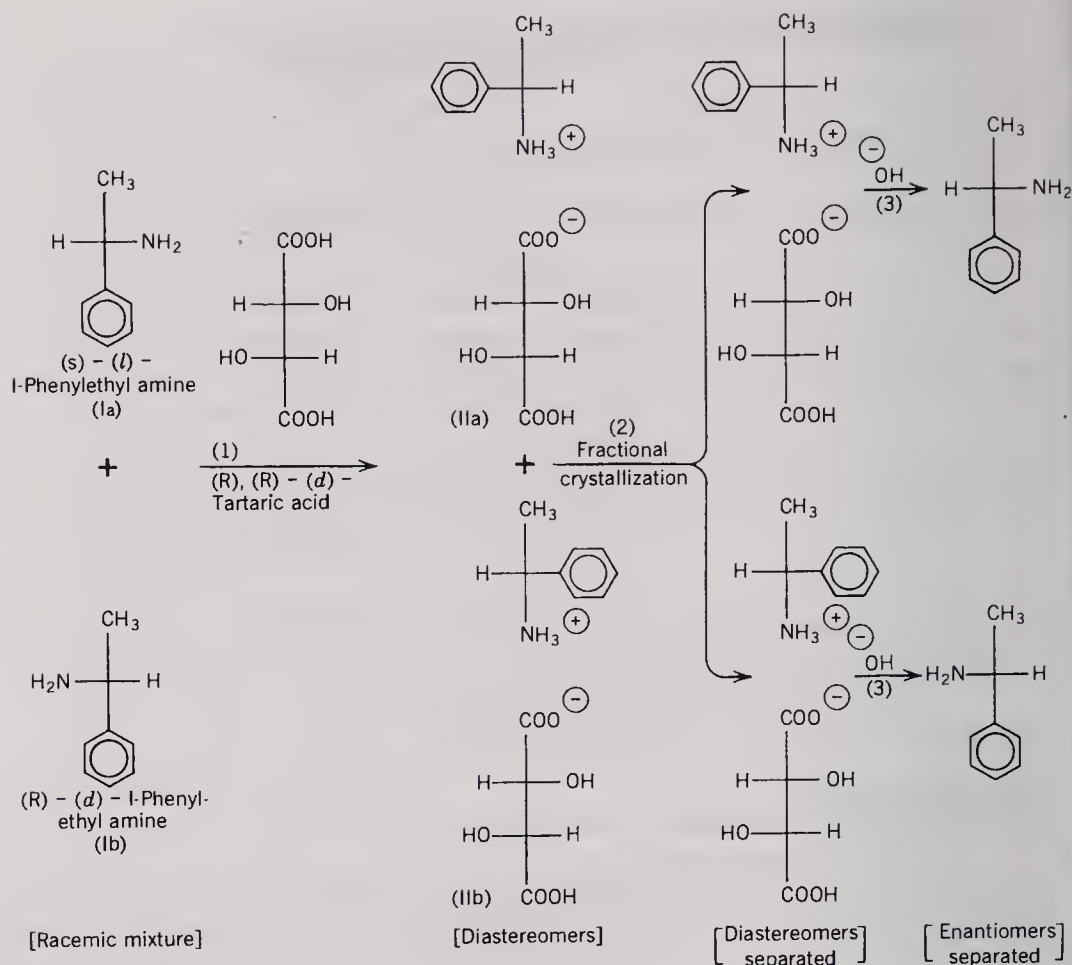 CH3
H
NH2
(s) – (l) –
l-Phenylethyl amine
(Ia)
+
CH3
H2N
H
(R) – (d) – l-Phenyl-
ethyl amine
(Ib)
[Racemic mixture]
COOH
H
OH
HO
H
COOH
(1)
(R), (R) – (d) –
Tartaric acid
CH3
H
NH3 +
COO –
H
OH
HO
H
(IIa)
COOH
+
CH3
H
NH3 +
COO –
H
OH
HO
H
(IIb)
COOH
[Diastereomers]
(2)
Fractional
crystallization
CH3
H
NH3 +
COO –
H
OH
HO
H
COOH
CH3
H
NH3 +
COO –
H
OH
HO
H
COOH
[Diastereomers
separated]
–
OH
(3)
–
OH
(3)
CH3
H
NH2
CH3
H2N
H
[Enantiomers
separated]